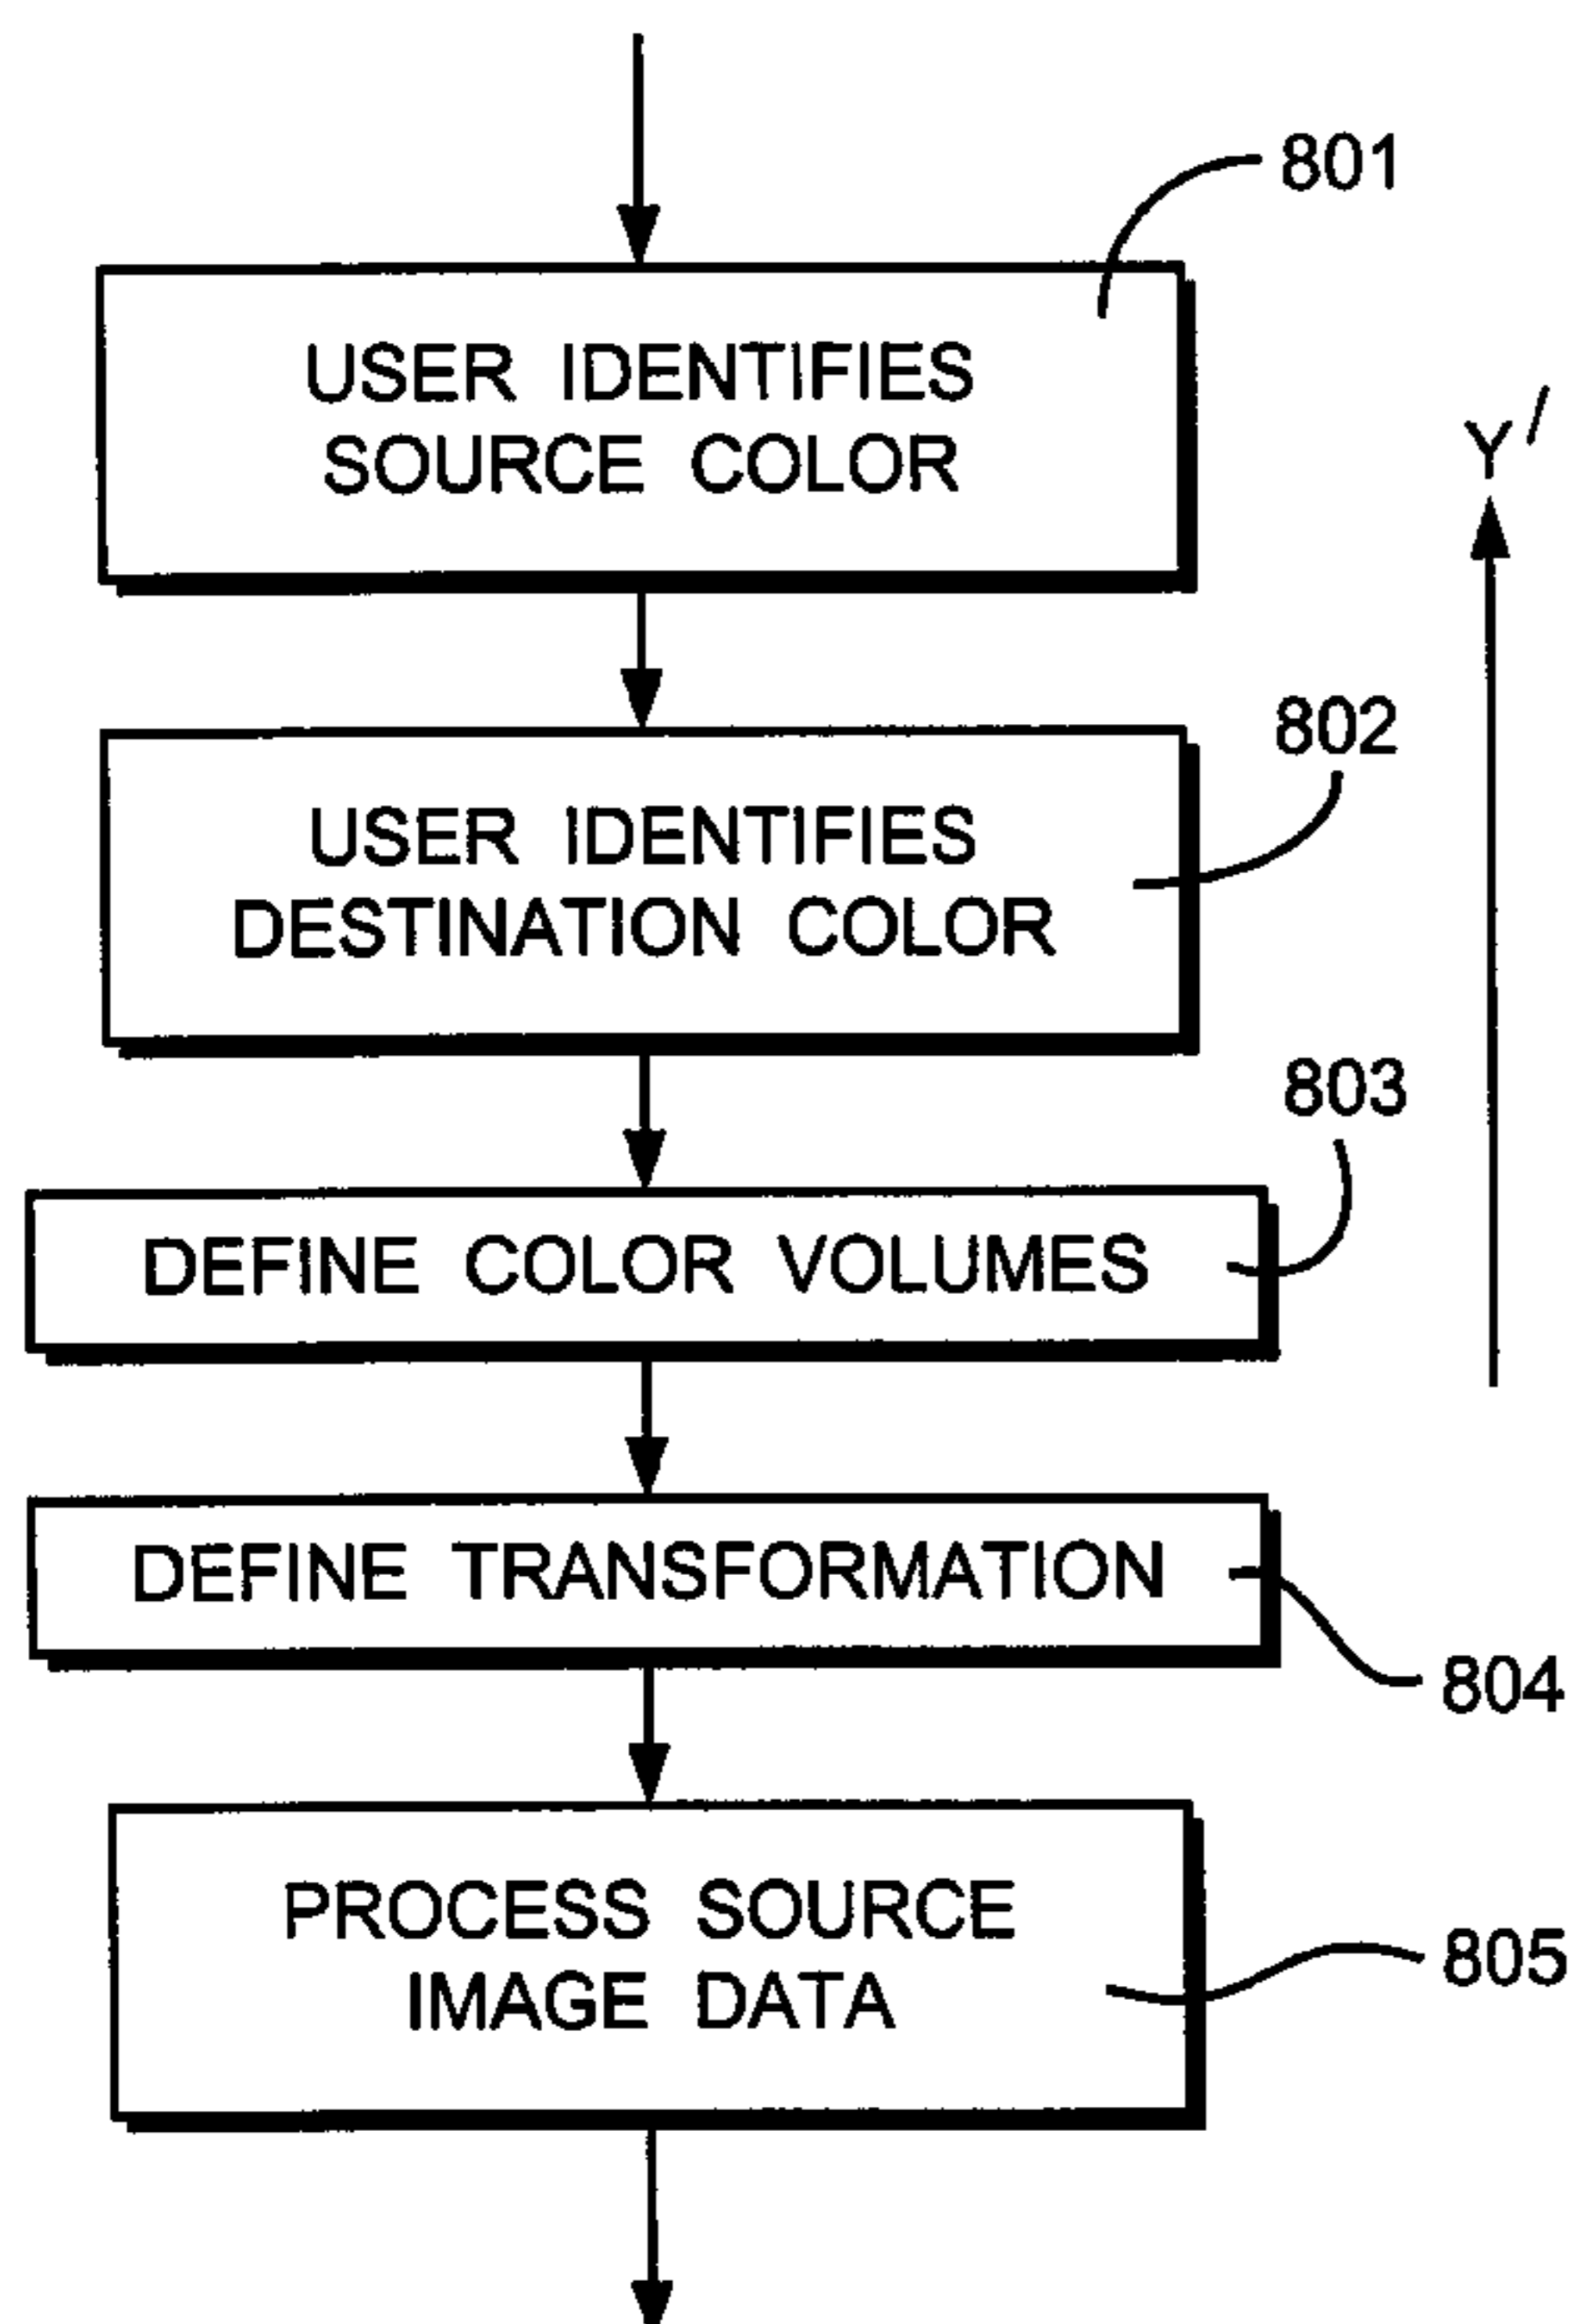 801
USER IDENTIFIES
SOURCE COLOR
Y'
802
USER IDENTIFIES
DESTINATION COLOR
803
DEFINE COLOR VOLUMES
DEFINE TRANSFORMATION
804
PROCESS SOURCE
IMAGE DATA
805